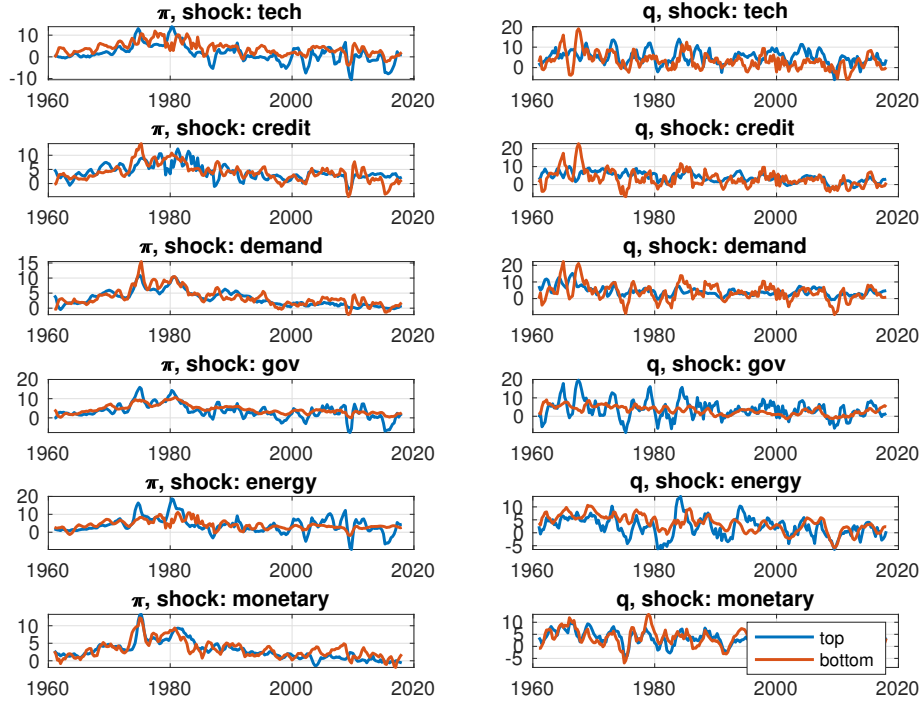 π, shock: tech
10
0
-10
1960 1980 2000 2020
q, shock: tech
20
10
0
1960 1980 2000 2020
π, shock: credit
10
5
0
1960 1980 2000 2020
q, shock: credit
20
10
0
1960 1980 2000 2020
π, shock: demand
15
10
5
0
1960 1980 2000 2020
q, shock: demand
20
10
0
1960 1980 2000 2020
π, shock: gov
20
10
0
1960 1980 2000 2020
q, shock: gov
20
10
0
1960 1980 2000 2020
π, shock: energy
20
10
0
1960 1980 2000 2020
q, shock: energy
10
5
0
-5
1960 1980 2000 2020
π, shock: monetary
10
5
0
1960 1980 2000 2020
q, shock: monetary
10
5
0
-5
1960 1980 2000 2020
top
bottom